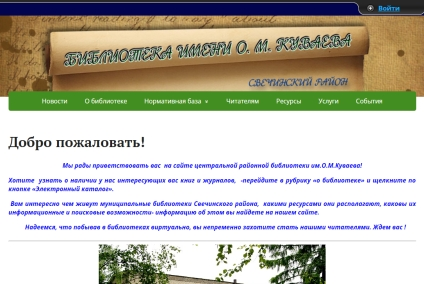 Войти
БИБЛИОТЕКА ИМЕНИ О. М. КУВАЕВА
СВЕЧИНСКИЙ РАЙОН
Новости О библиотеке Нормативная база Читателям Ресурсы Услуги События
Добро пожаловать!
Мы рады приветствовать вас на сайте центральной районной библиотеки им.О.М.Куваева!
Хотите узнать о наличии у нас интересующих вас книг и журналов, -перейдите в рубрику «о библиотеке» и щелкните по
кнопке «Электронный каталог».
Вам интересно чем живут муниципальные библиотеки Свечинского района, какими ресурсами они располагают, каковы их
информационные и поисковые возможности- информацию об этом вы найдете на нашем сайте.
Надеемся, что побывав в библиотеках виртуально, вы непременно захотите стать нашими читателями. Ждем вас !